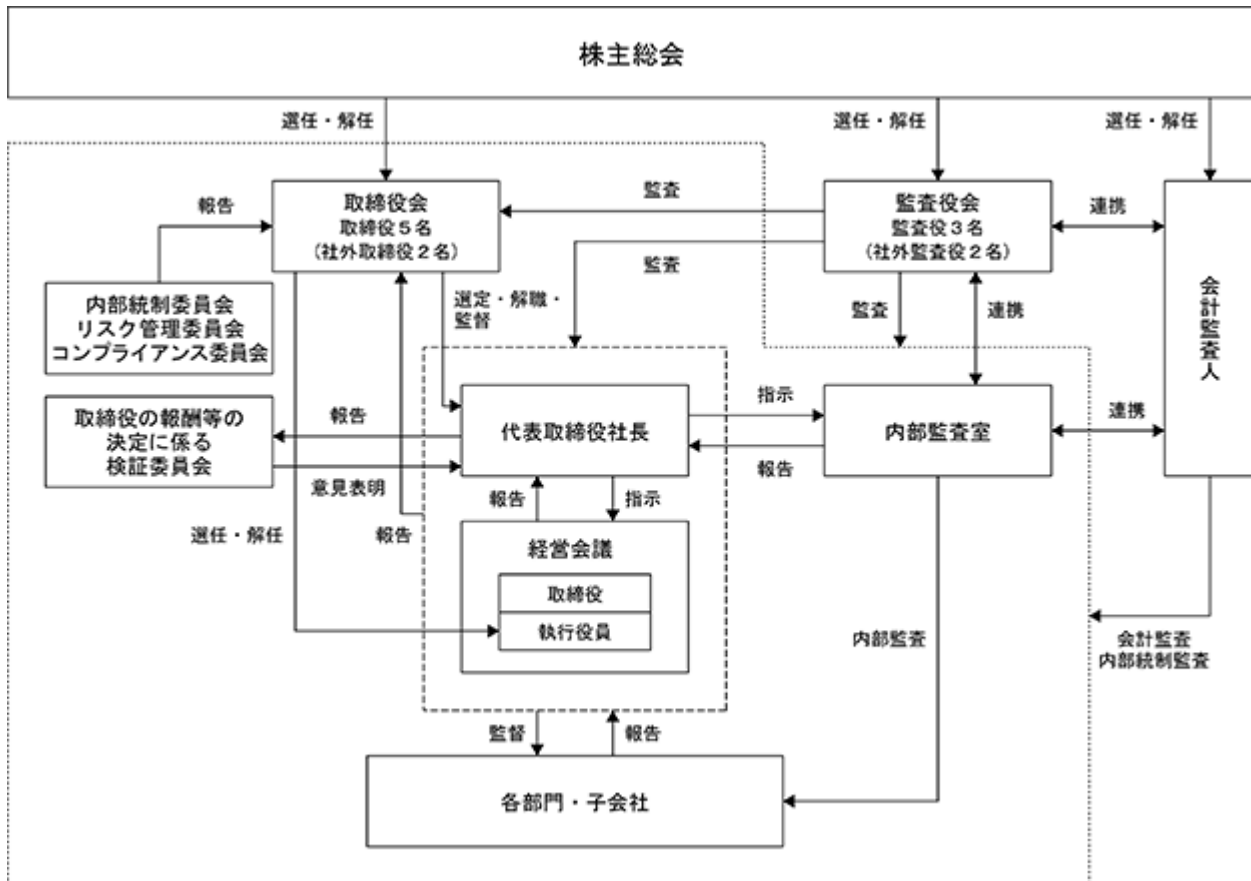 株主総会
選任・解任
選任・解任
選任・解任
取締役会
取締役5名
(社外取締役2名)
監査
監査役会
監査役3名
(社外監査役2名)
連携
報告
監査
会計監査人
内部統制委員会
リスク管理委員会
コンプライアンス委員会
選定・解職・
監督
監査
連携
取締役の報酬等の
決定に係る
検証委員会
報告
意見表明
代表取締役社長
指示
報告
内部監査室
連携
選任・解任
報告
報告
指示
経営会議
取締役
執行役員
内部監査
会計監査
内部統制監査
監督
報告
各部門・子会社